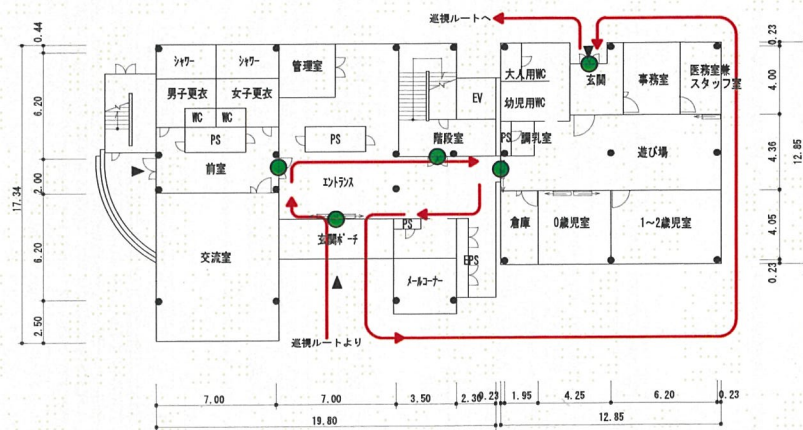 巡視ルートへ
シャワー
シャワー
管理室
男子更衣
女子更衣
WC
WC
PS
PS
EV
階段室
前室
エントランス
交流室
玄関ポーチ
PS
メールコーナー
EPS
巡視ルートより
大人用WC
幼児用WC
玄関
事務室
医務室兼
スタッフ室
PS
調乳室
遊び場
倉庫
0歳児室
1〜2歳児室
0.44
6.20
2.00
6.20
2.50
17.34
0.23
4.00
4.36
4.05
0.23
12.85
7.00
7.00
3.50
2.30
0.23
1.95
4.25
6.20
0.23
19.80
12.85